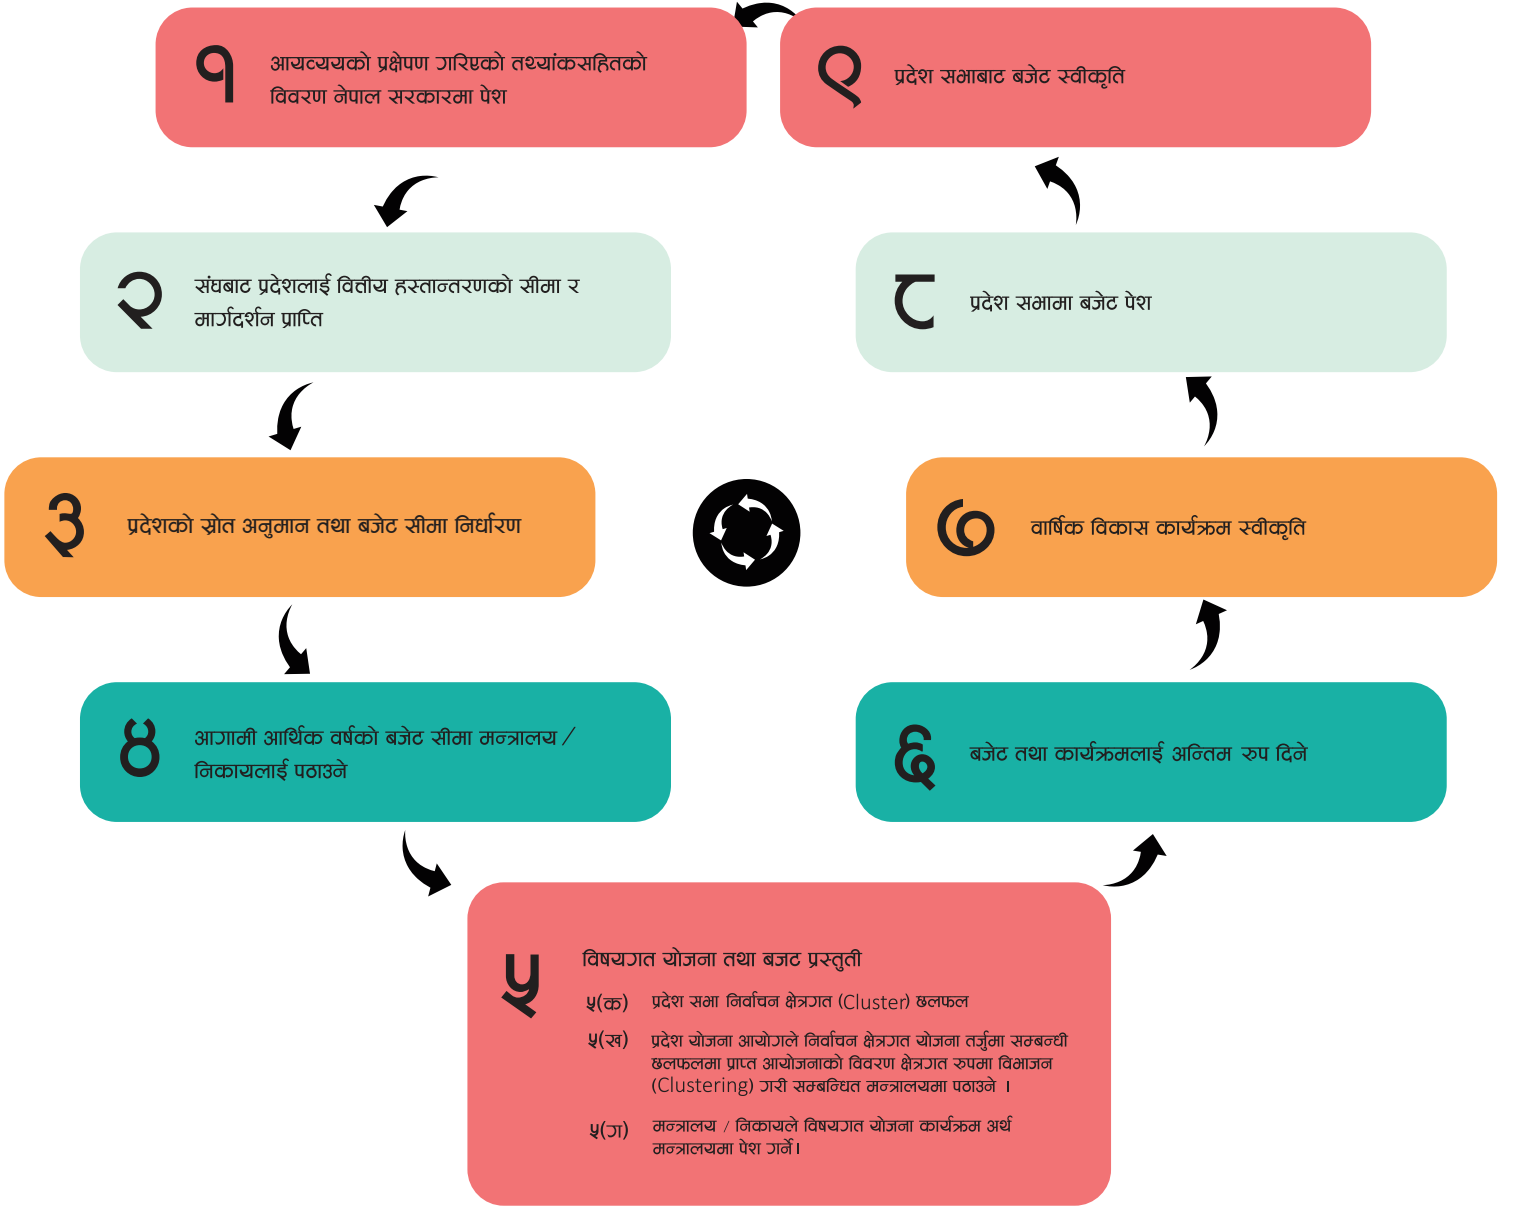 १
आयव्ययको प्रक्षेपण गरिएको तथ्यांकसहितको
विवरण नेपाल सरकारमा पेश
२
संघबाट प्रदेशलाई वित्तीय हस्तान्तरणको सीमा र
मार्गदर्शन प्राप्ति
३
प्रदेशको स्रोत अनुमान तथा बजेट सीमा निर्धारण
४
आगामी आर्थिक वर्षको बजेट सीमा मन्त्रालय /
निकायलाई पठाउने
५
विषयगत योजना तथा बजट प्रस्तुती
५(क) प्रदेश सभा निर्वाचन क्षेत्रगत (Cluster) छलफल
५(ख) प्रदेश योजना आयोगले निर्वाचन क्षेत्रगत योजना तर्जुमा सम्बन्धी
छलफलमा प्राप्त आयोजनाको विवरण क्षेत्रगत रुपमा विभाजन
(Clustering) गरी सम्बन्धित मन्त्रालयमा पठाउने ।
५(ग) मन्त्रालय / निकायले विषयगत योजना कार्यक्रम अर्थ
मन्त्रालयमा पेश गर्ने।
६
बजेट तथा कार्यक्रमलाई अन्तिम रुप दिने
७
वार्षिक विकास कार्यक्रम स्वीकृति
८
प्रदेश सभामा बजेट पेश
९
प्रदेश सभाबाट बजेट स्वीकृति